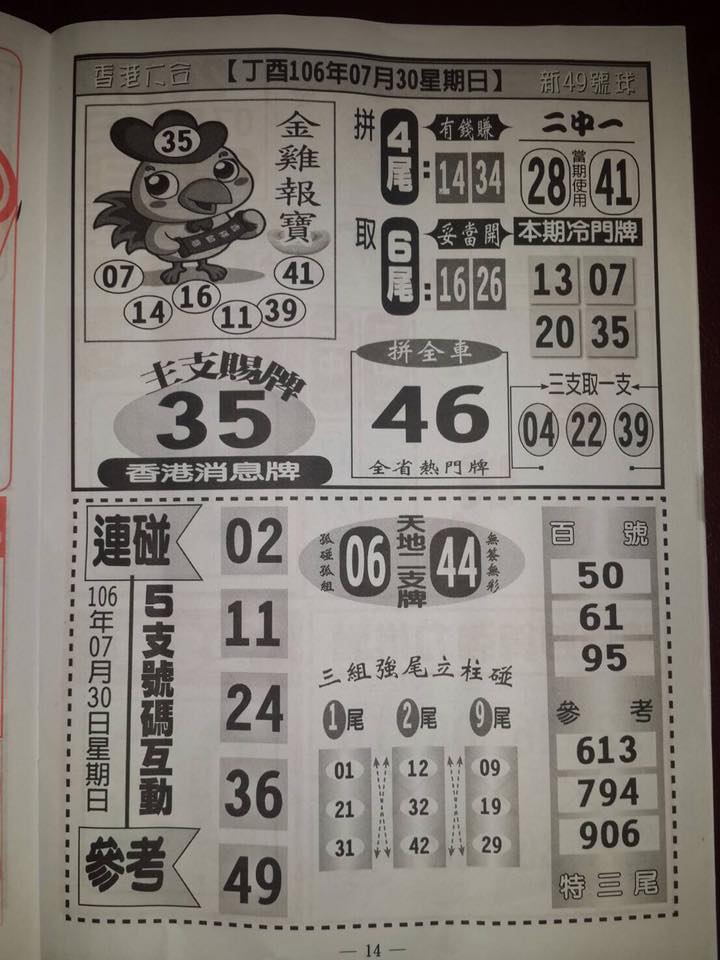 香港六合
【丁酉106年07月30星期日】
新49號球
35
金雞報寶
07
14
16
11
39
41
拼
4尾
:
有錢賺
14 34
取
6尾
:
妥當開
16 26
二中一
28
當期使用
41
本期冷門牌
13 07
20 35
主支賜牌
35
香港消息牌
拼全車
46
全省熱門牌
三支取一支
04 22 39
連碰
106年07月30日星期日
5支號碼互動
參考
02
11
24
36
49
孤碰孤組
06
天地二支牌
44
無簽無彩
三組強尾立柱碰
1尾 2尾 9尾
01 12 09
21 32 19
31 42 29
百號
50
61
95
參考
613
794
906
特三尾
— 14 —